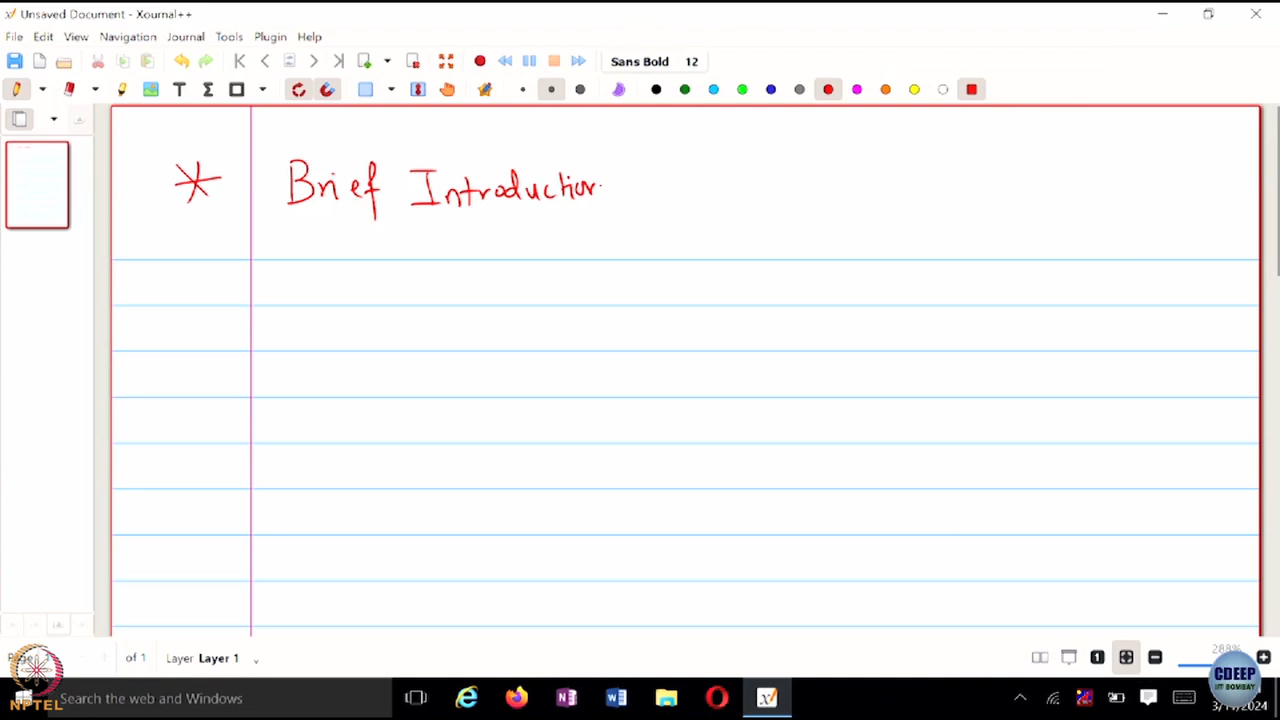 Unsaved Document - Xournal++
File Edit View Navigation Journal Tools Plugin Help
Sans Bold 12
* Brief Introduction
of 1 Layer Layer 1
288%
Search the web and Windows
NPTEL
CDEEP
IIT BOMBAY